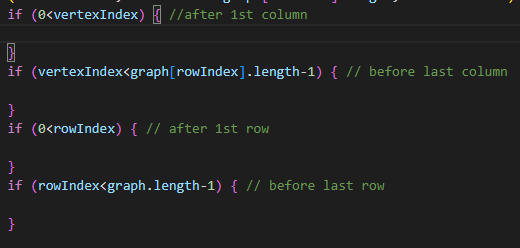 if (0<vertexIndex) { //after 1st column
}
if (vertexIndex<graph[rowIndex].length-1) { // before last column
}
if (0<rowIndex) { // after 1st row
}
if (rowIndex<graph.length-1) { // before last row
}